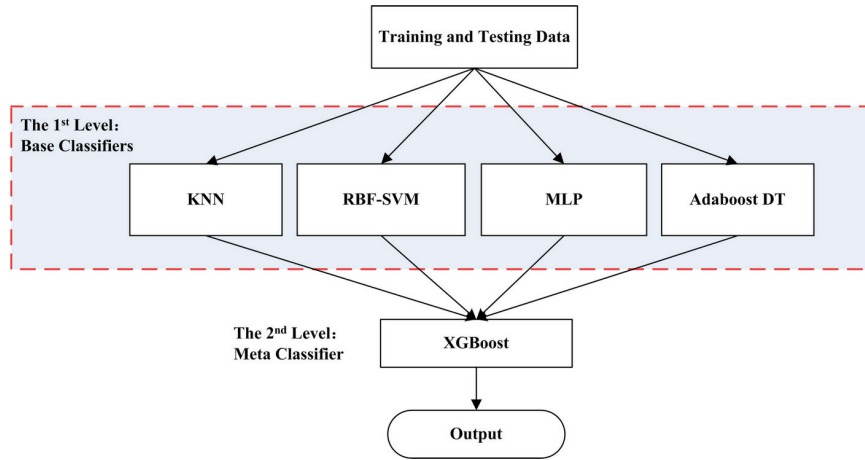 Training and Testing Data
The 1st Level：
Base Classifiers
KNN
RBF-SVM
MLP
Adaboost DT
The 2nd Level：
Meta Classifier
XGBoost
Output